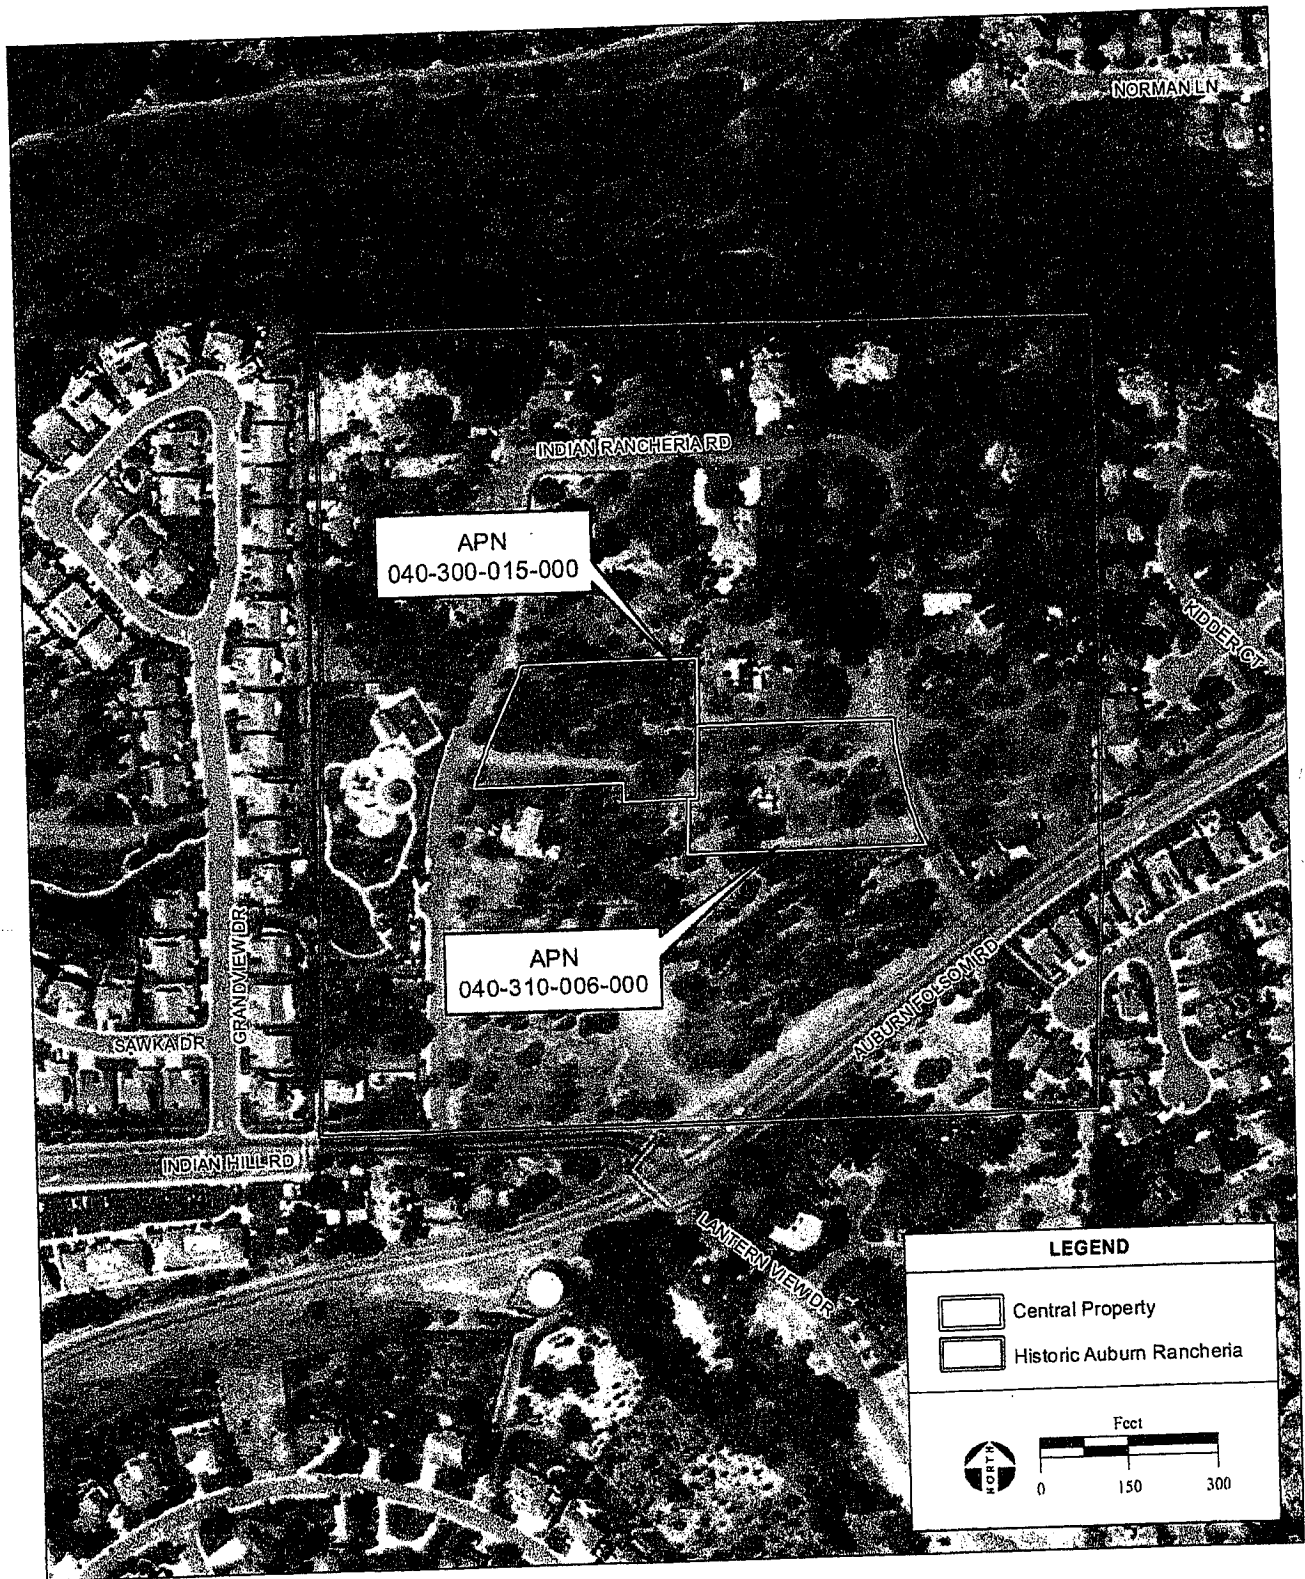 NORMAN LN
INDIAN RANCHERIA RD
APN
040-300-015-000
KIDDER CT
APN
040-310-006-000
GRANDVIEW DR
AUBURN FOLSOM RD
SAWKA DR
INDIAN HILL RD
LANTERN VIEW DR
LEGEND
Central Property
Historic Auburn Rancheria
Feet
NORTH
0 150 300